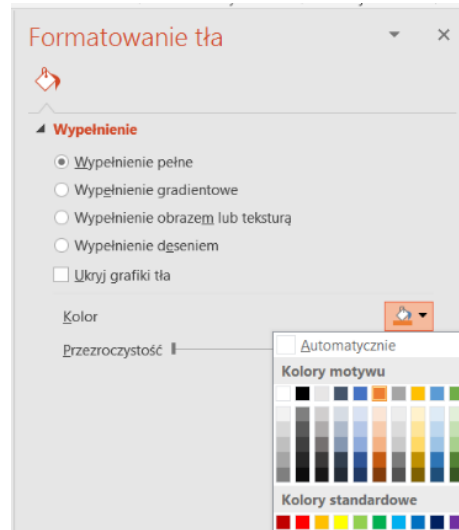 Formatowanie tła
Wypełnienie
Wypełnienie pełne
Wypełnienie gradientowe
Wypełnienie obrazem lub teksturą
Wypełnienie deseniem
Ukryj grafiki tła
Kolor
Przezroczystość
Automatycznie
Kolory motywu
Kolory standardowe